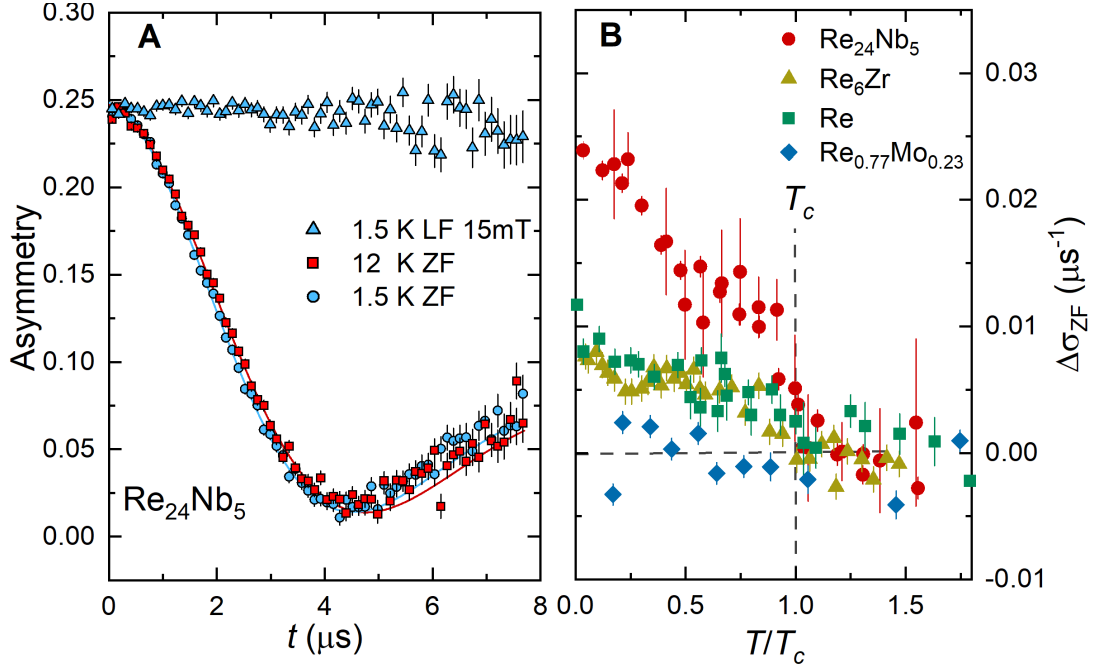 0.30
0.25
0.20
0.15
0.10
0.05
0.00
Asymmetry
A
1.5 K LF 15mT
12 K ZF
1.5 K ZF
Re₂₄Nb₅
0 2 4 6 8
t (μs)
B
Re₂₄Nb₅
Re₆Zr
Re
Re₀.₇₇Mo₀.₂₃
T_c
0.03
0.02
0.01
0.00
-0.01
Δσ_ZF (μs⁻¹)
0.0 0.5 1.0 1.5
T/T_c